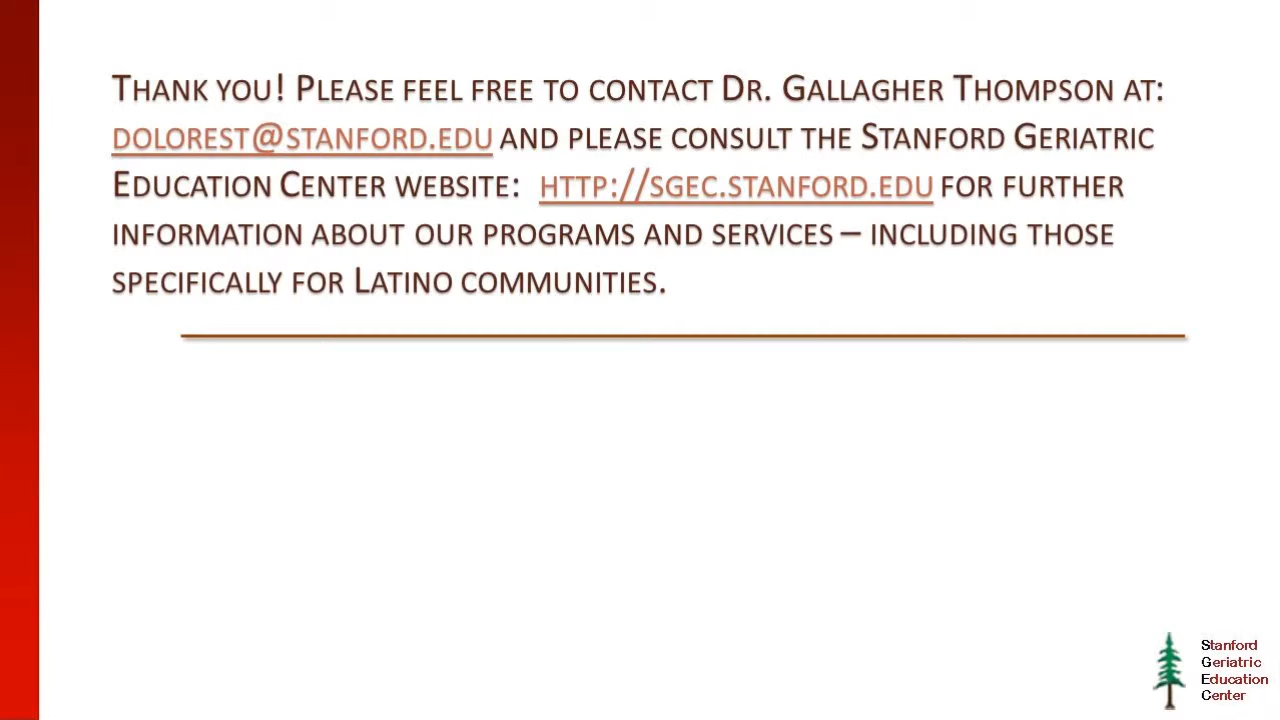 Thank you! Please feel free to contact Dr. Gallagher Thompson at:
dolorest@stanford.edu and please consult the Stanford Geriatric
Education Center website: http://sgec.stanford.edu for further
information about our programs and services – including those
specifically for Latino communities.
Stanford
Geriatric
Education
Center